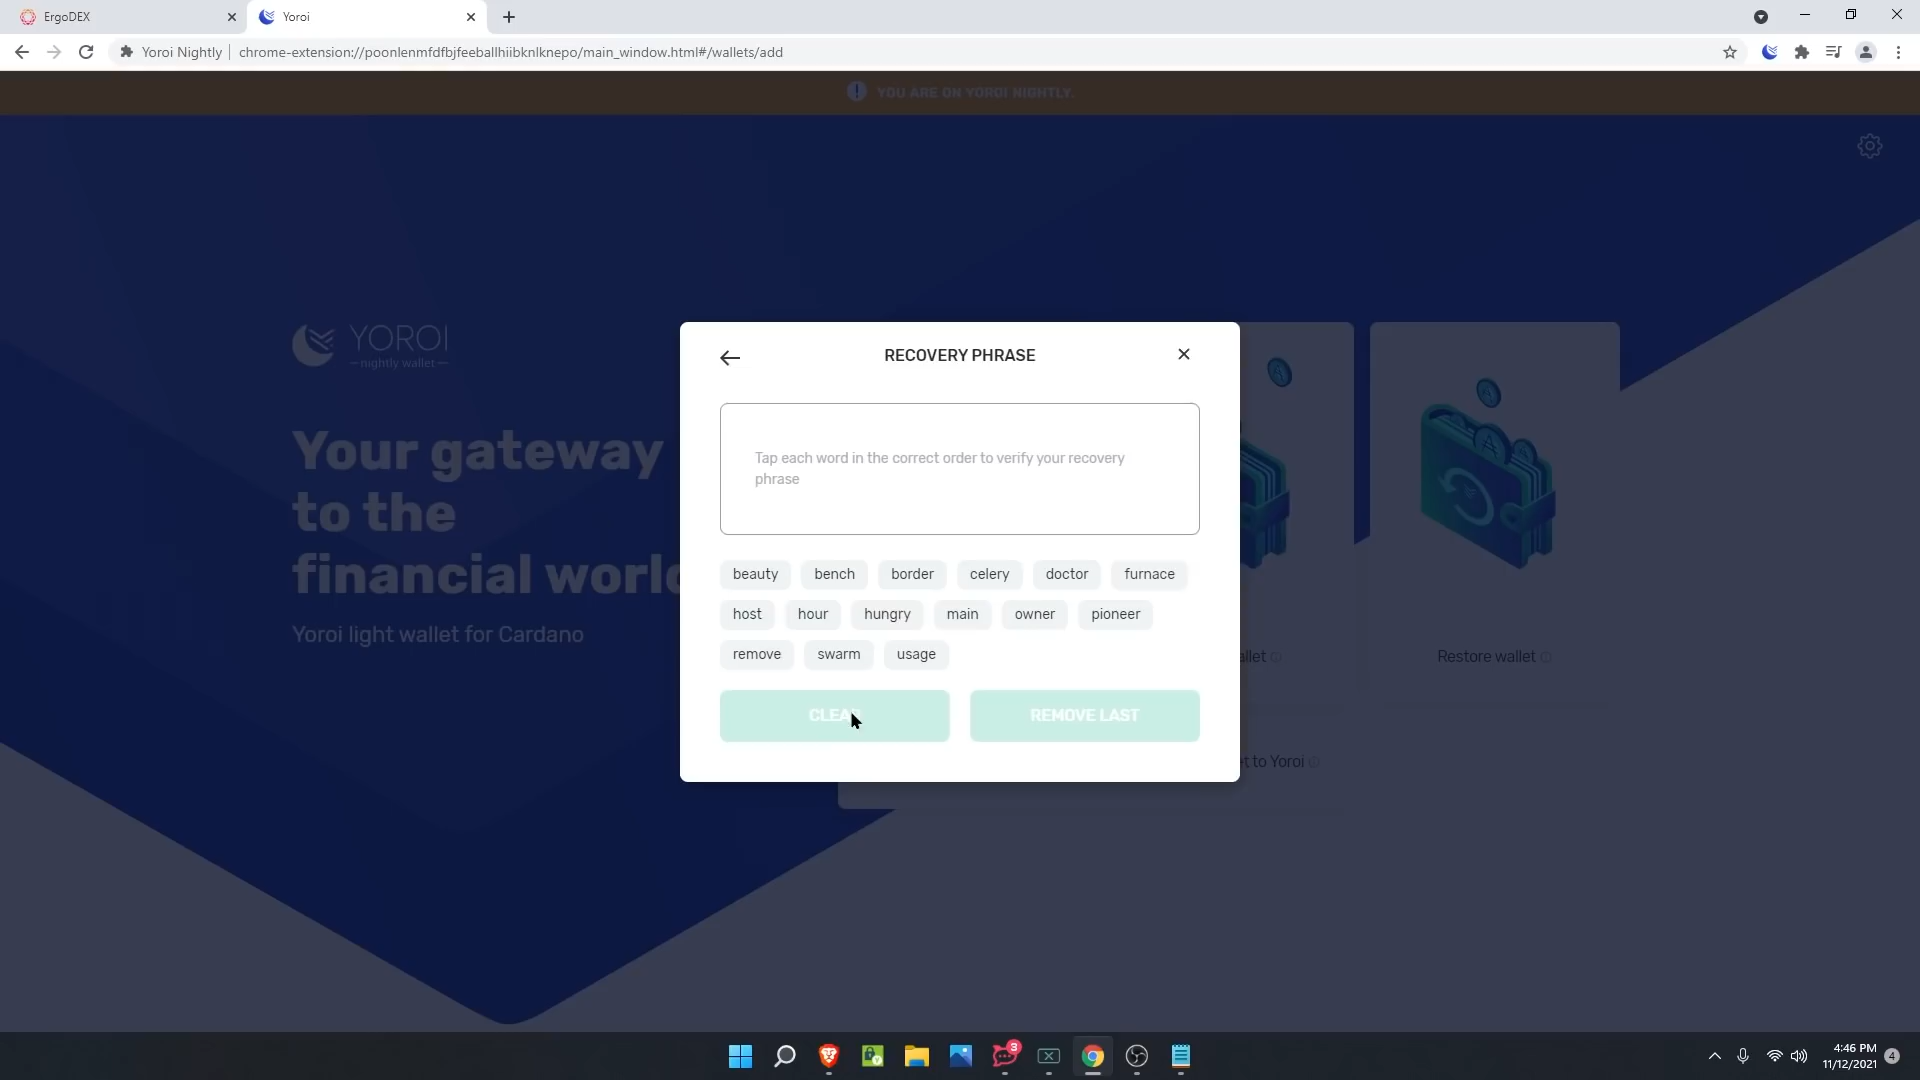 ErgoDEX
Yoroi
Yoroi Nightly
chrome-extension://poonlenmfdfbjfeeballhiibknlknepo/main_window.html#/wallets/add
YOU ARE ON YOROI NIGHTLY.
YOROI
nightly wallet
Your gateway
to the
financial worl
Yoroi light wallet for Cardano
RECOVERY PHRASE
Tap each word in the correct order to verify your recovery
phrase
beauty bench border celery doctor furnace
host hour hungry main owner pioneer
remove swarm usage
CLEAR REMOVE LAST
allet
Restore wallet
t to Yoroi
3
4:46 PM
11/12/2021
4